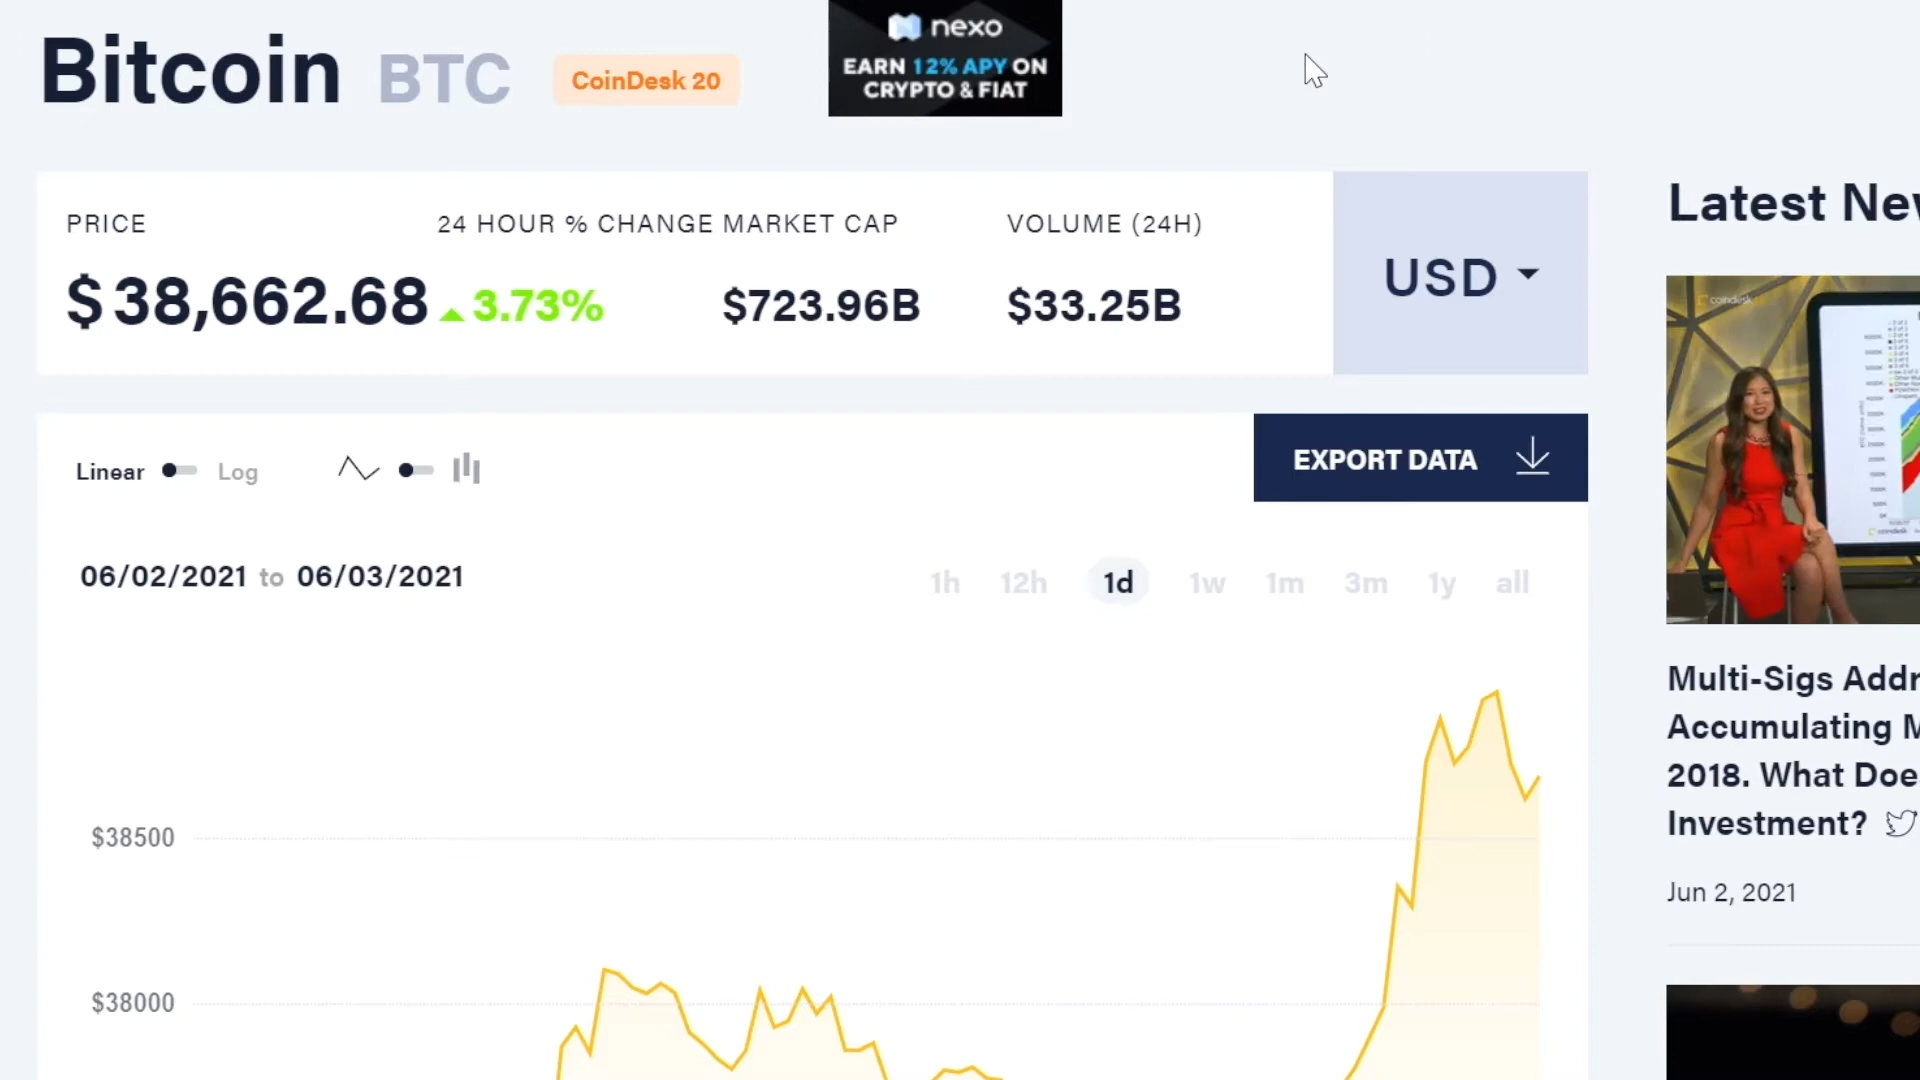 Bitcoin BTC CoinDesk 20
nexo
EARN 12% APY ON
CRYPTO & FIAT
PRICE 24 HOUR % CHANGE MARKET CAP VOLUME (24H)
$38,662.68 3.73% $723.96B $33.25B
USD
Linear Log
EXPORT DATA
06/02/2021 to 06/03/2021
1h 12h 1d 1w 1m 3m 1y all
$38500
$38000
Latest Nev
coindesk
coindesk
Multi-Sigs Addr
Accumulating M
2018. What Doe
Investment?
Jun 2, 2021